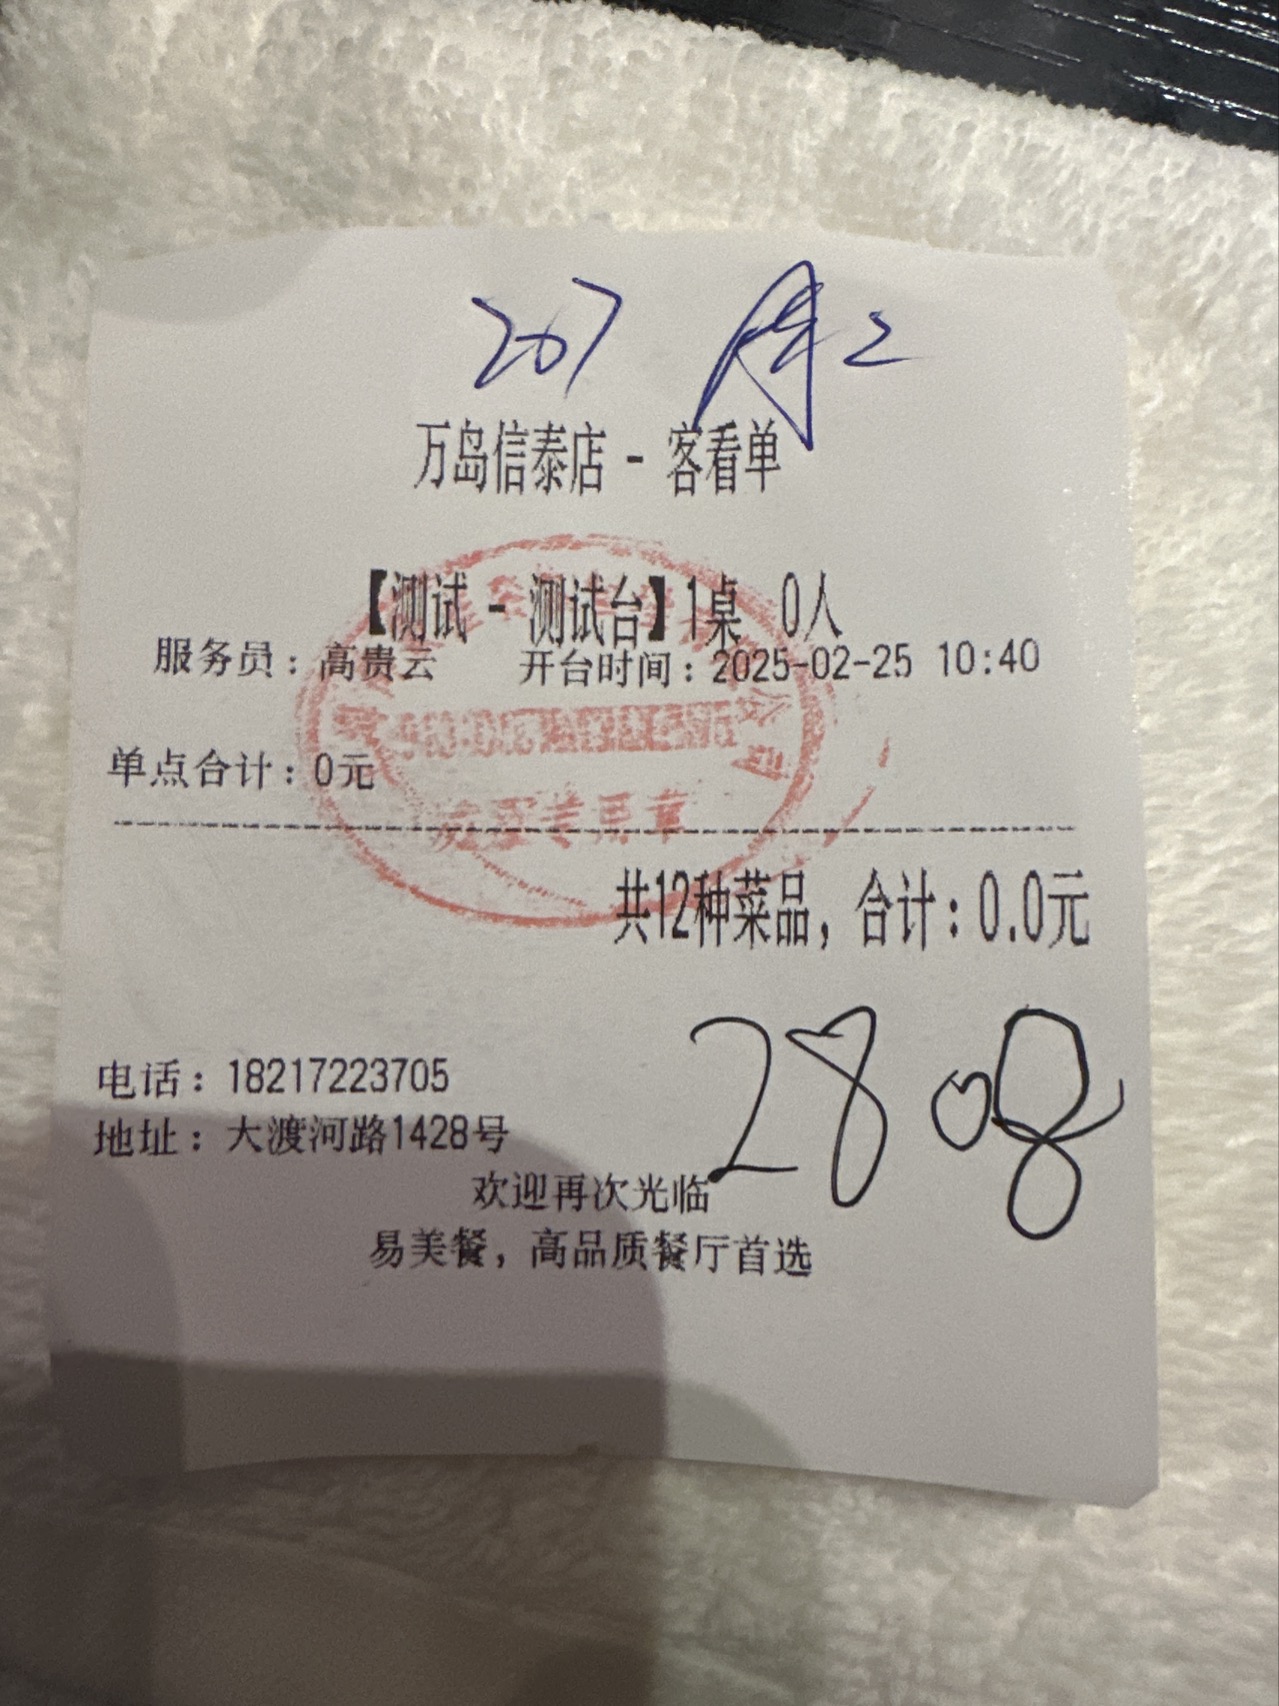 207
万岛信泰店 - 客看单
【测试 - 测试台】1桌 0人
服务员：高贵云 开台时间：2025-02-25 10:40
单点合计：0元
共12种菜品，合计：0.0元
2808
电话：18217223705
地址：大渡河路1428号
欢迎再次光临
易美餐，高品质餐厅首选